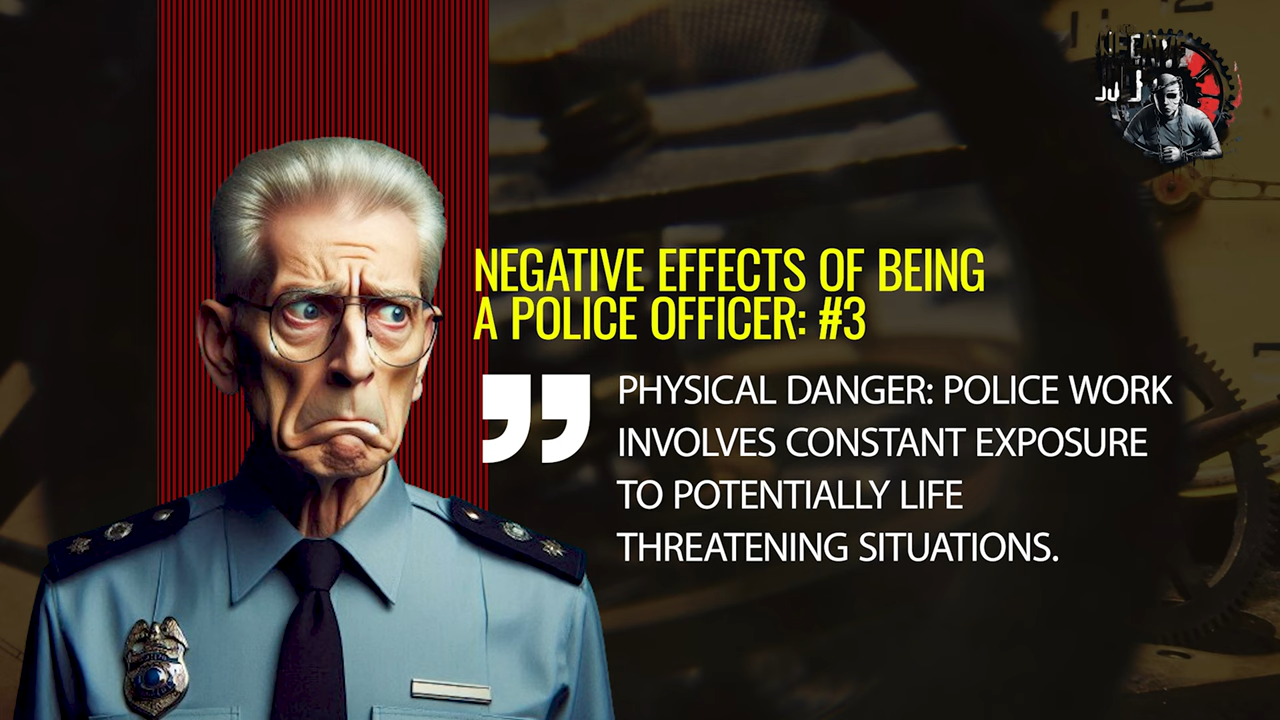 NEGATIVE EFFECTS OF BEING
A POLICE OFFICER: #3
PHYSICAL DANGER: POLICE WORK
INVOLVES CONSTANT EXPOSURE
TO POTENTIALLY LIFE
THREATENING SITUATIONS.